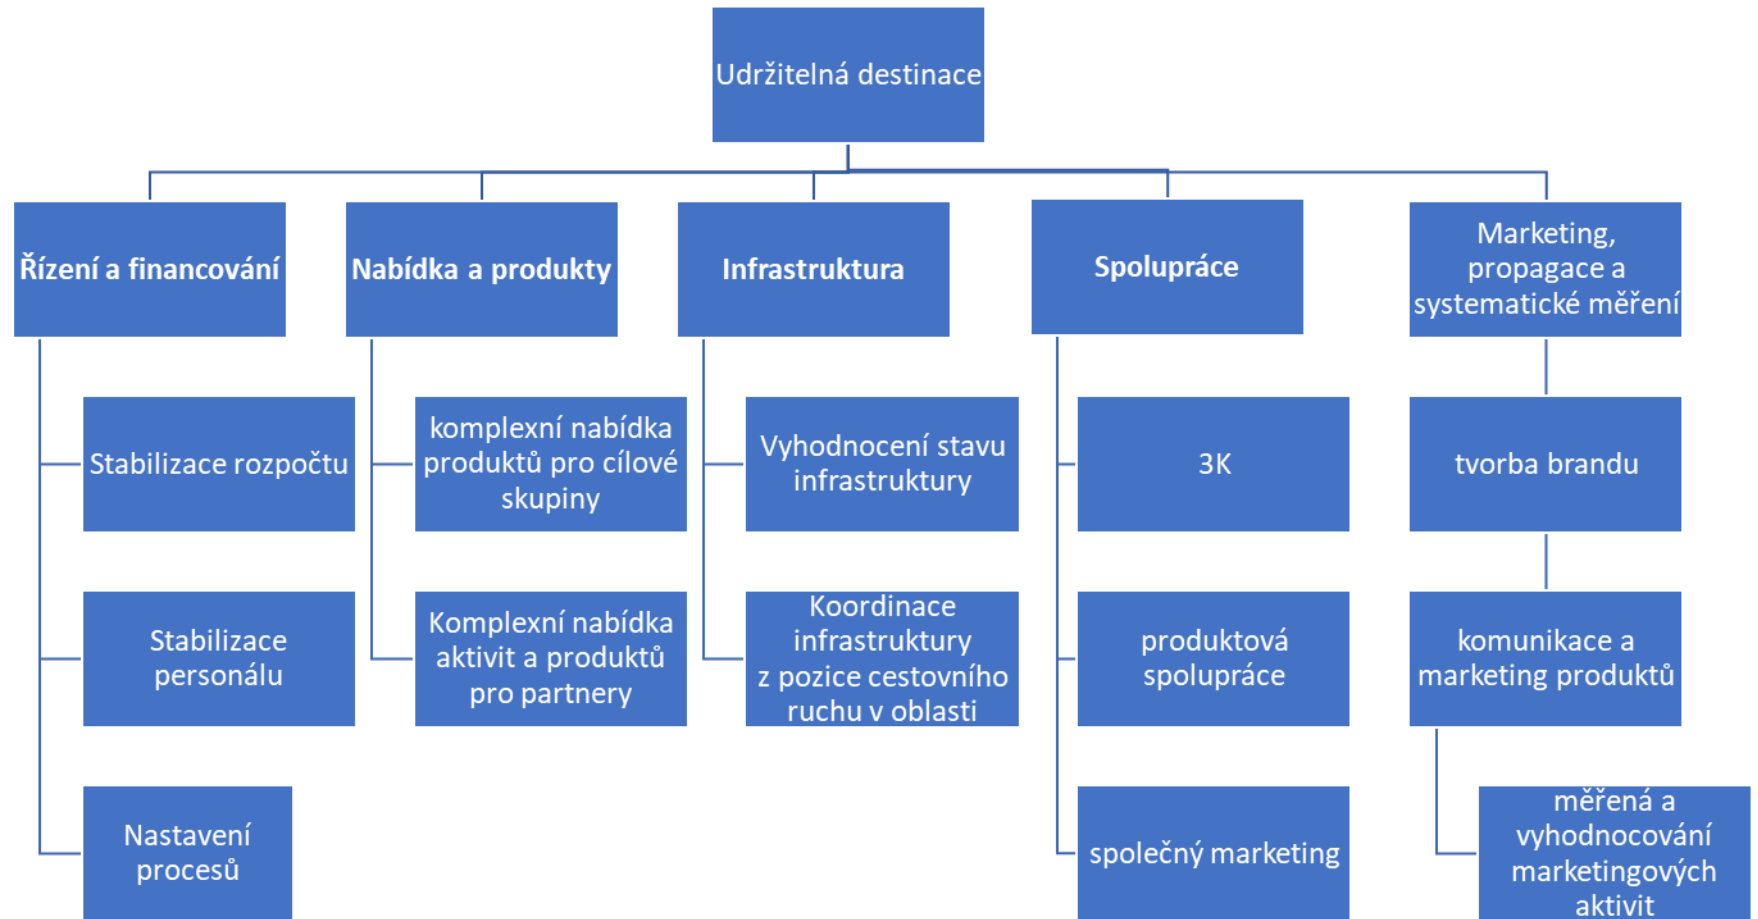 Udržitelná destinace
Řízení a financování
Nabídka a produkty
Infrastruktura
Spolupráce
Marketing,
propagace a
systematické měření
Stabilizace rozpočtu
komplexní nabídka
produktů pro cílové
skupiny
Vyhodnocení stavu
infrastruktury
3K
tvorba brandu
Stabilizace
personálu
Komplexní nabídka
aktivit a produktů
pro partnery
Koordinace
infrastruktury
z pozice cestovního
ruchu v oblasti
produktová
spolupráce
komunikace a
marketing produktů
Nastavení
procesů
společný marketing
měřená a
vyhodnocování
marketingových
aktivit